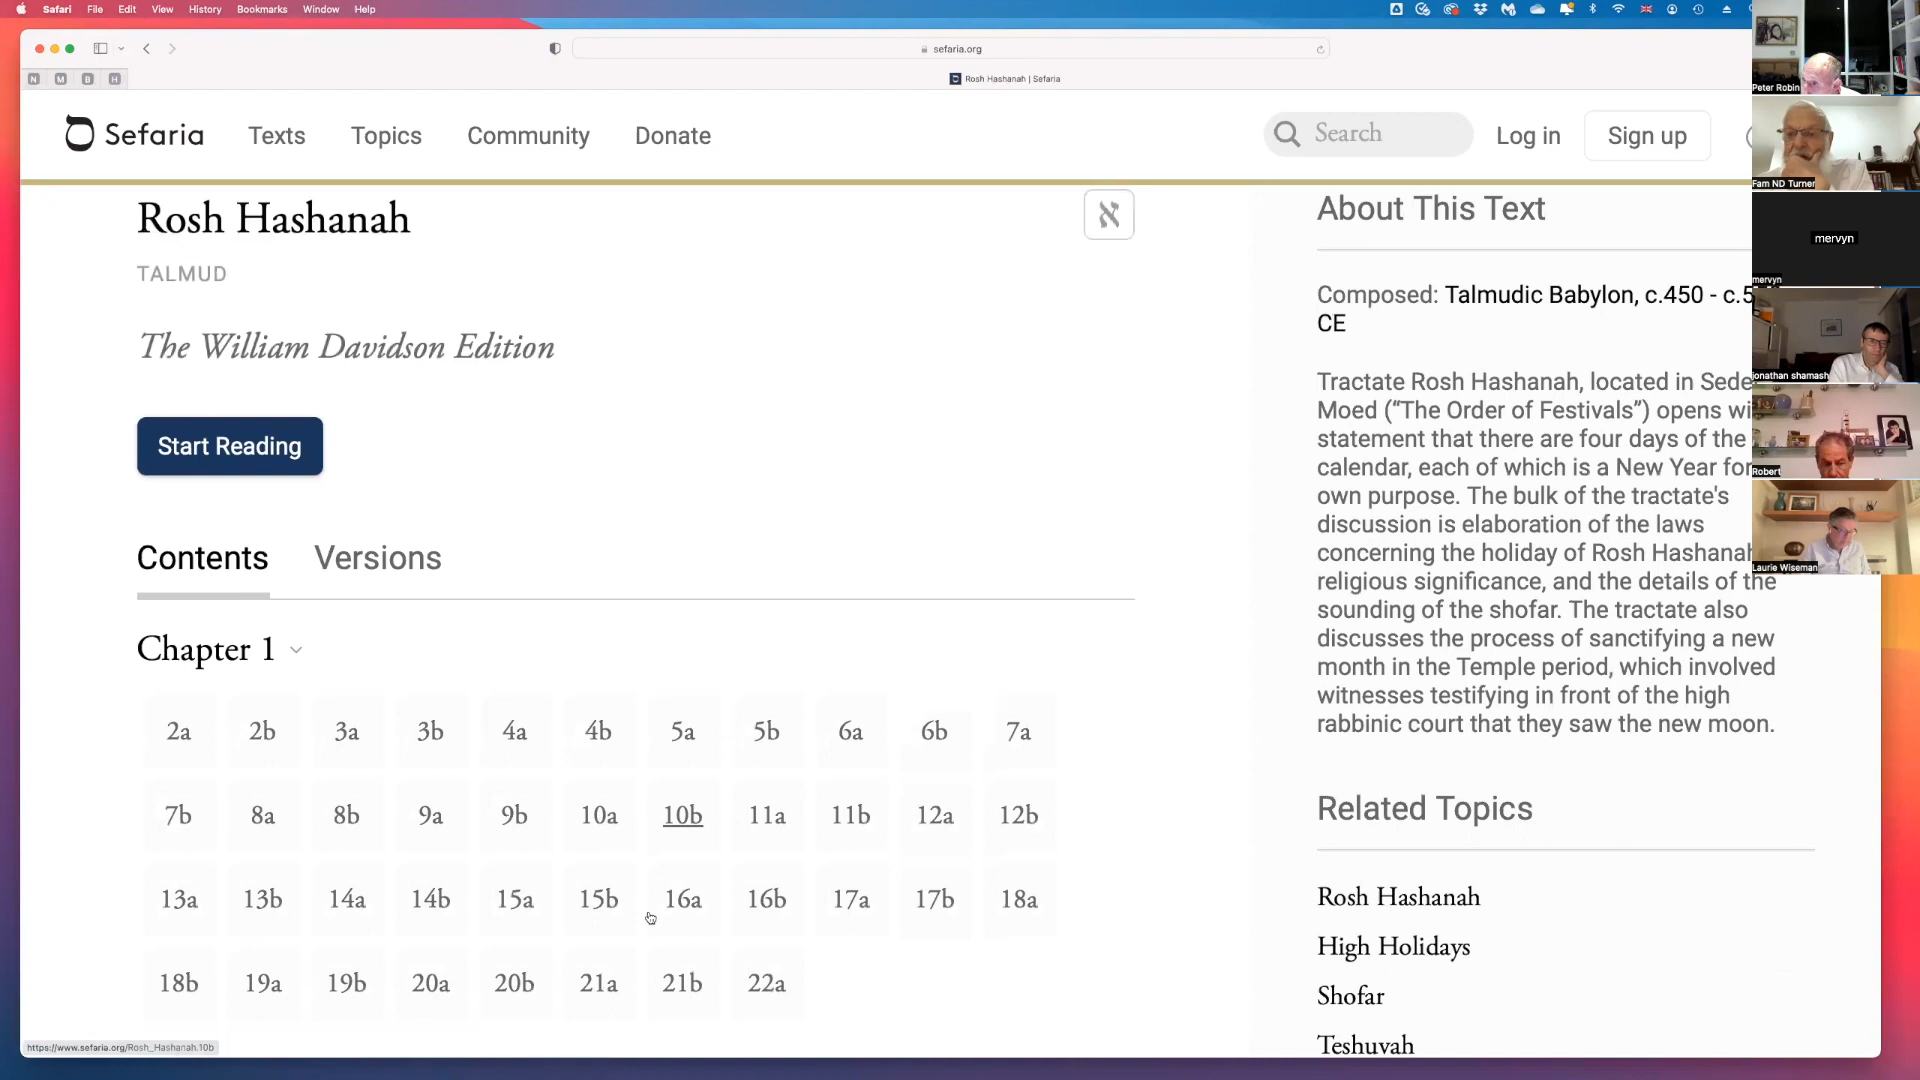 Safari File Edit View History Bookmarks Window Help
sefaria.org
N M B H
Rosh Hashanah | Sefaria
Sefaria Texts Topics Community Donate
Search
Log in
Sign up
Rosh Hashanah
א
TALMUD
The William Davidson Edition
Start Reading
Contents Versions
Chapter 1
2a 2b 3a 3b 4a 4b 5a 5b 6a 6b 7a
7b 8a 8b 9a 9b 10a 10b 11a 11b 12a 12b
13a 13b 14a 14b 15a 15b 16a 16b 17a 17b 18a
18b 19a 19b 20a 20b 21a 21b 22a
https://www.sefaria.org/Rosh_Hashanah.10b
About This Text
Composed: Talmudic Babylon, c.450 - c.5
CE
Tractate Rosh Hashanah, located in Sede
Moed (“The Order of Festivals”) opens wi
statement that there are four days of the
calendar, each of which is a New Year for
own purpose. The bulk of the tractate's
discussion is elaboration of the laws
concerning the holiday of Rosh Hashanah
religious significance, and the details of the
sounding of the shofar. The tractate also
discusses the process of sanctifying a new
month in the Temple period, which involved
witnesses testifying in front of the high
rabbinic court that they saw the new moon.
Related Topics
Rosh Hashanah
High Holidays
Shofar
Teshuvah
Peter Robin
Fam ND Turner
mervyn
mervyn
jonathan shamash
Robert
Laurie Wiseman